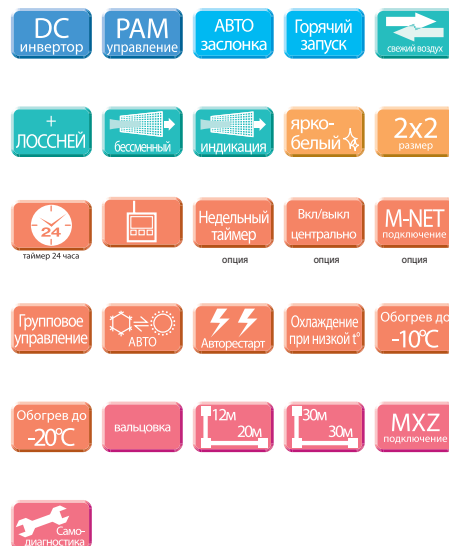 DC
инвертор
PAM
управление
АВТО
заслонка
Горячий
запуск
свежий воздух
+
ЛОССНЕЙ
бессменный
индикация
ярко-
белый
2x2
размер
24
таймер 24 часа
Недельный
таймер
опция
Вкл/выкл
центрально
опция
M-NET
подключение
опция
Групповое
управление
АВТО
Авторестарт
Охлаждение
при низкой t°
Обогрев до
-10°C
Обогрев до
-20°C
вальцовка
12м
20м
30м
30м
MXZ
подключение
Само-
диагностика